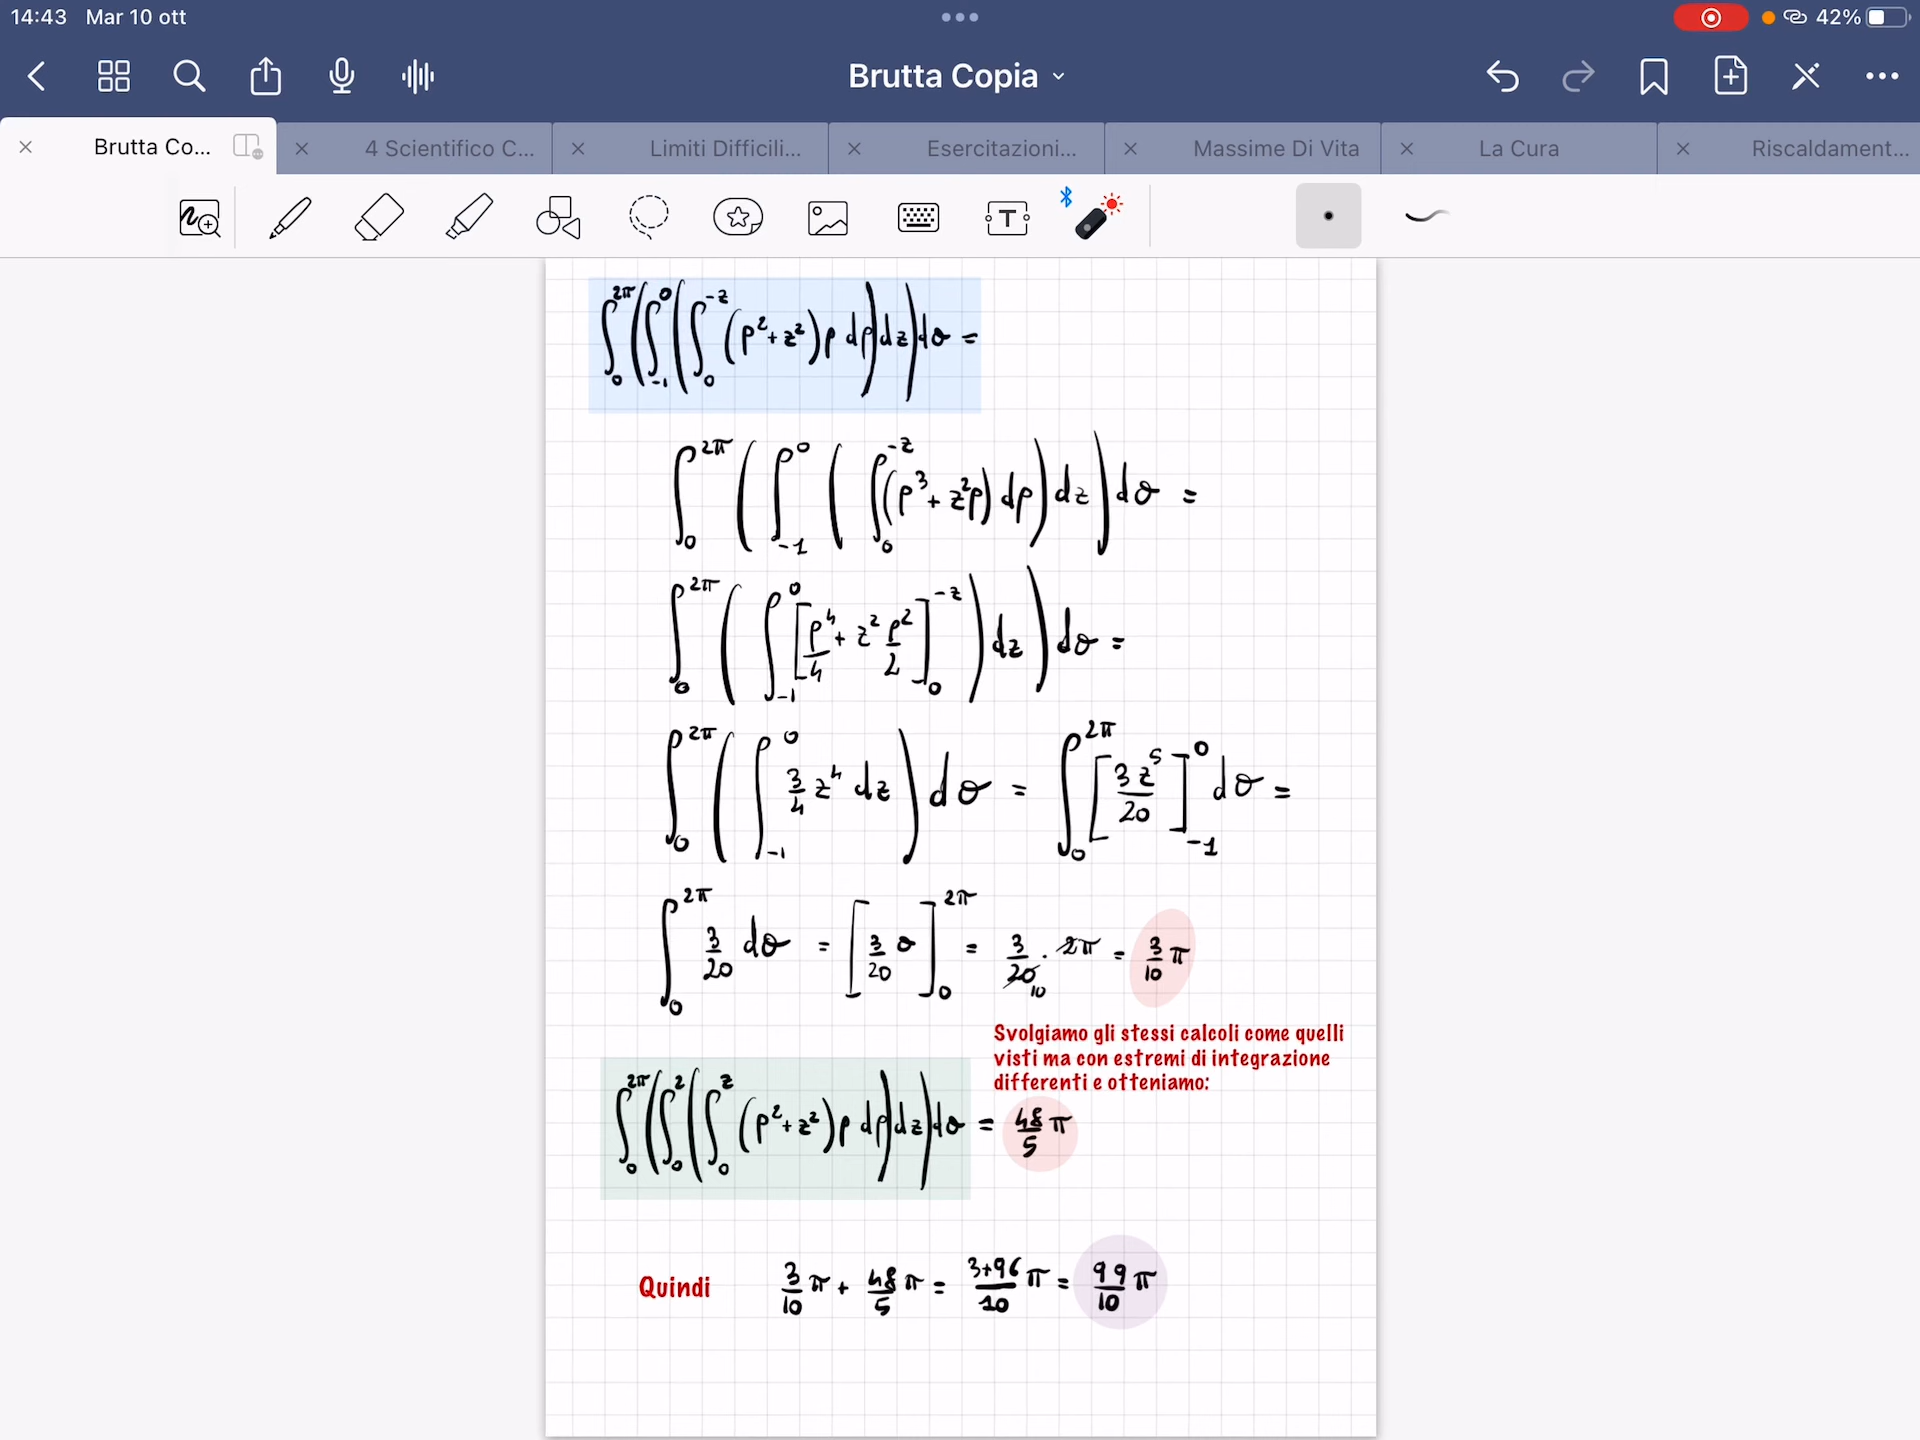 14:43 Mar 10 ott
42%
Brutta Copia
Brutta Co...
4 Scientifico C...
Limiti Difficili...
Esercitazioni...
Massime Di Vita
La Cura
Riscaldament...
∫₀^{2π} (∫₋₁^0 (∫₀^{-z} (ρ²+z²)ρ dρ)dz)dθ =
∫₀^{2π} (∫₋₁^0 (∫₀^{-z} (ρ³+z²ρ) dρ)dz)dθ =
∫₀^{2π} (∫₋₁^0 [ρ⁴/4 + z² ρ²/2]₀^{-z})dz)dθ =
∫₀^{2π} (∫₋₁^0 3/4 z⁴ dz)dθ = ∫₀^{2π} [3z⁵/20]₋₁^0 dθ =
∫₀^{2π} 3/20 dθ = [3/20 θ]₀^{2π} = 3/20 10 · 2π = 3/10 π
Svolgiamo gli stessi calcoli come quelli
visti ma con estremi di integrazione
differenti e otteniamo:
∫₀^{2π} (∫₀^2 (∫₀^z (ρ²+z²)ρ dρ)dz)dθ = 48/5 π
Quindi 3/10 π + 48/5 π = 3+96/10 π = 99/10 π